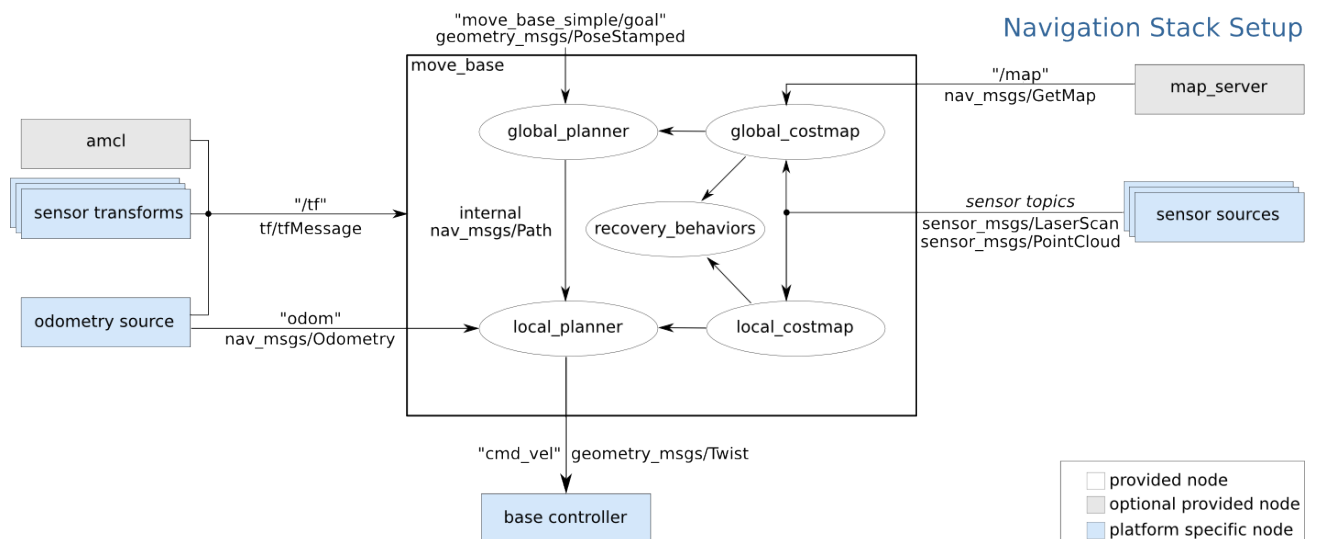 "move_base_simple/goal"
geometry_msgs/PoseStamped
Navigation Stack Setup
move_base
"/map"
nav_msgs/GetMap
map_server
global_planner
global_costmap
amcl
sensor transforms
"/tf"
tf/tfMessage
internal
nav_msgs/Path
recovery_behaviors
sensor topics
sensor_msgs/LaserScan
sensor_msgs/PointCloud
sensor sources
odometry source
"odom"
nav_msgs/Odometry
local_planner
local_costmap
"cmd_vel" geometry_msgs/Twist
base controller
provided node
optional provided node
platform specific node